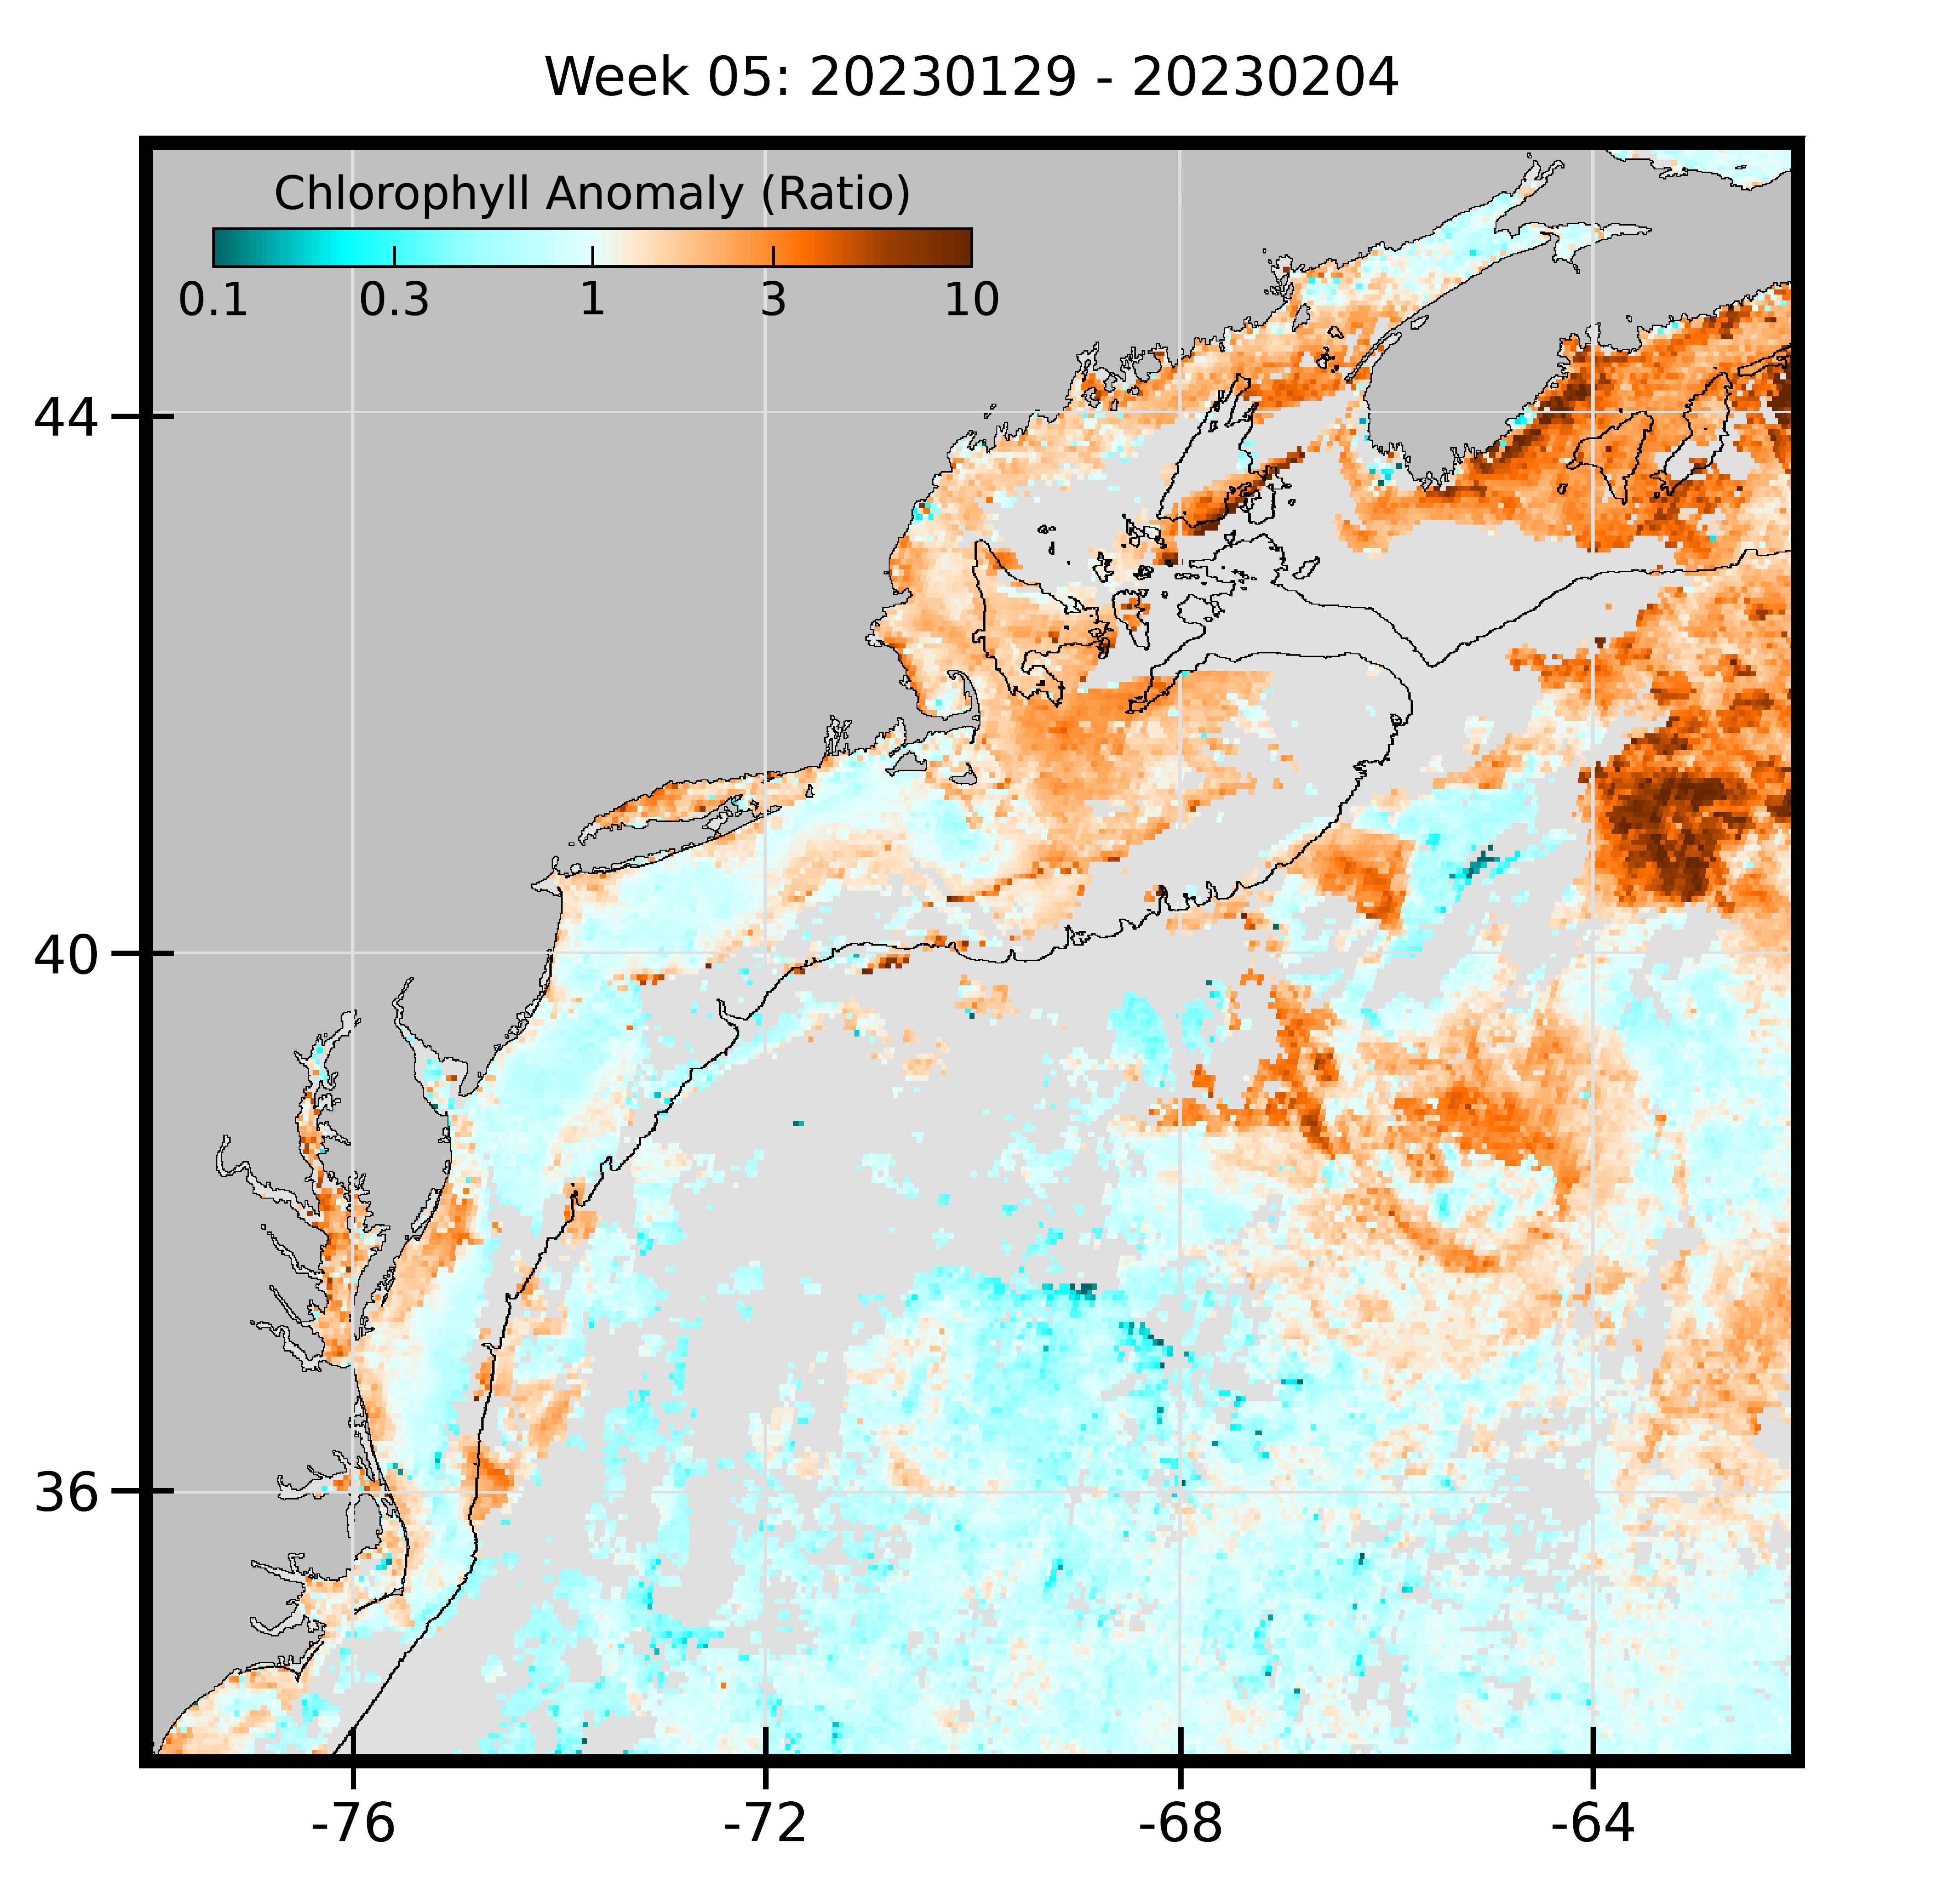 Week 05: 20230129 - 20230204
Chlorophyll Anomaly (Ratio)
0.1 0.3 1 3 10
44
40
36
-76 -72 -68 -64